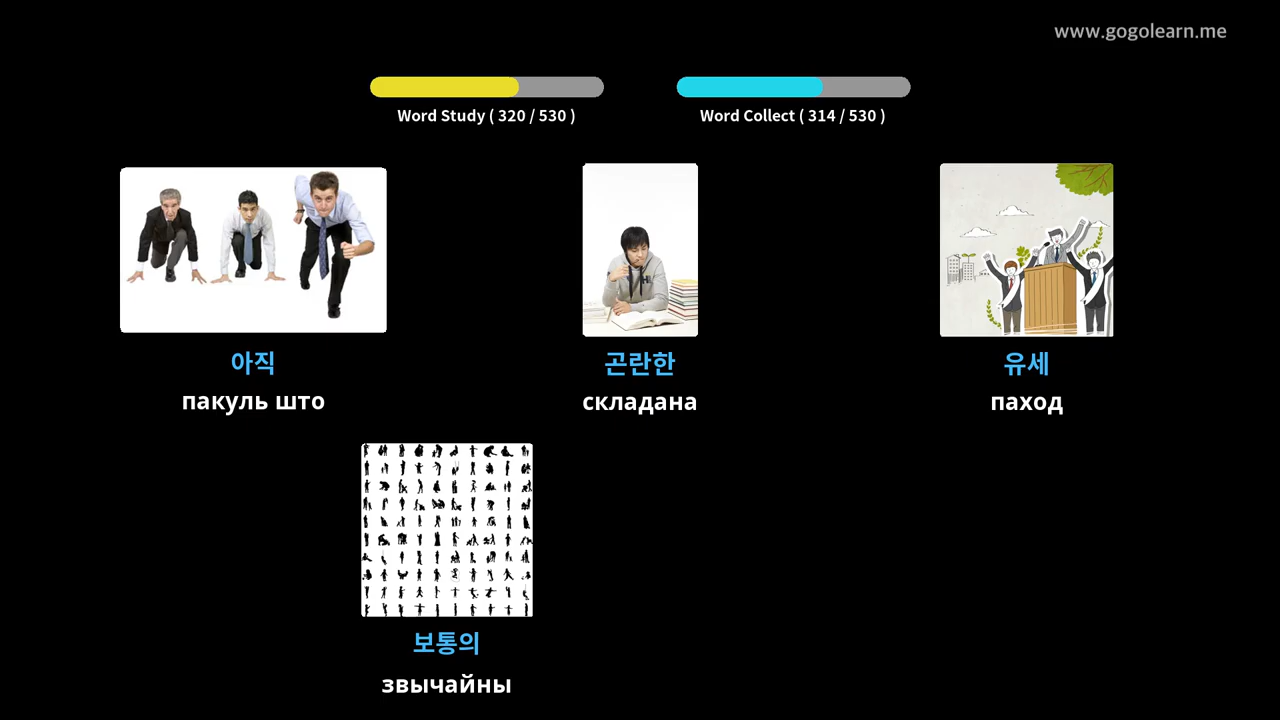 www.gogolearn.me
Word Study ( 320 / 530 )
Word Collect ( 314 / 530 )
아직
пакуль што
곤란한
складана
유세
паход
보통의
звычайны